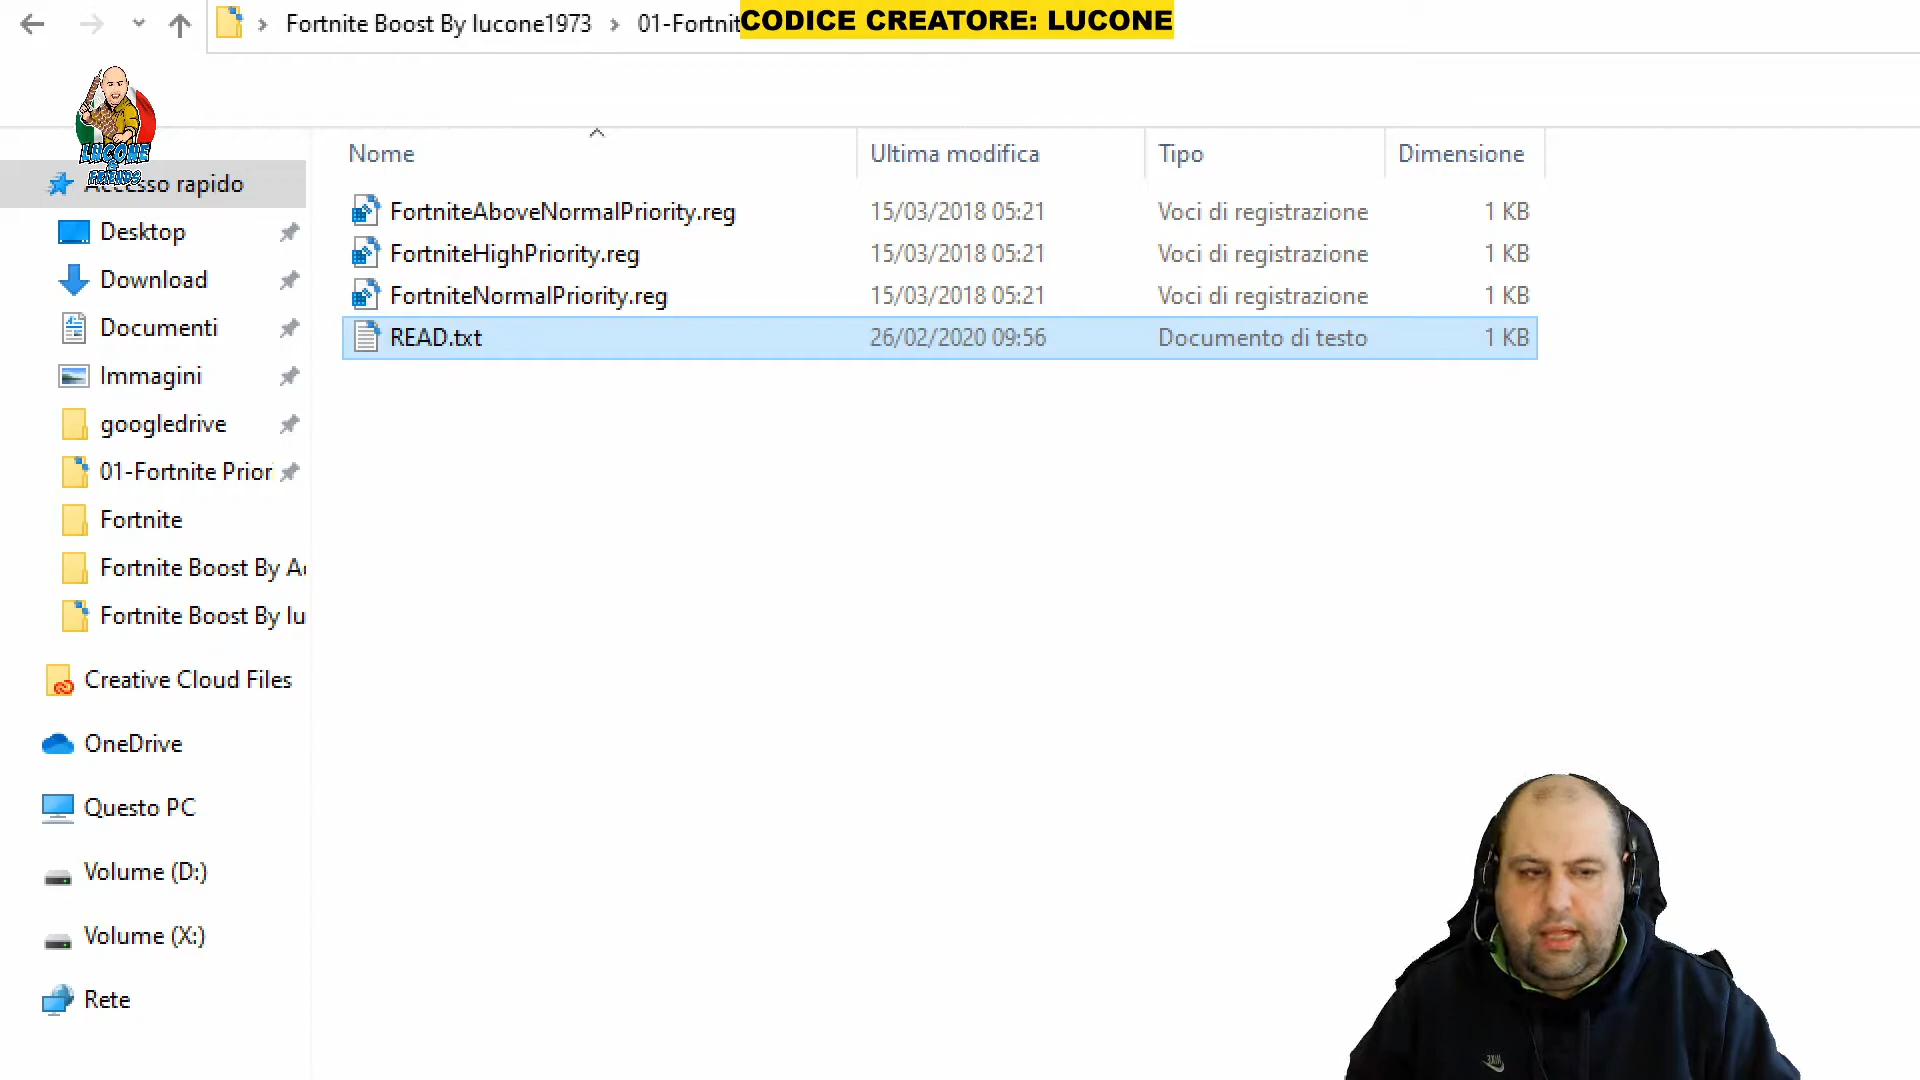 Fortnite Boost By lucone1973 01-Fortnit
CODICE CREATORE: LUCONE
LUCONE
&
FRIENDS
Nome Ultima modifica Tipo Dimensione
Accesso rapido
Desktop
Download
Documenti
Immagini
googledrive
01-Fortnite Prior
Fortnite
Fortnite Boost By A
Fortnite Boost By lu
Creative Cloud Files
OneDrive
Questo PC
Volume (D:)
Volume (X:)
Rete
FortniteAboveNormalPriority.reg 15/03/2018 05:21 Voci di registrazione 1 KB
FortniteHighPriority.reg 15/03/2018 05:21 Voci di registrazione 1 KB
FortniteNormalPriority.reg 15/03/2018 05:21 Voci di registrazione 1 KB
READ.txt 26/02/2020 09:56 Documento di testo 1 KB